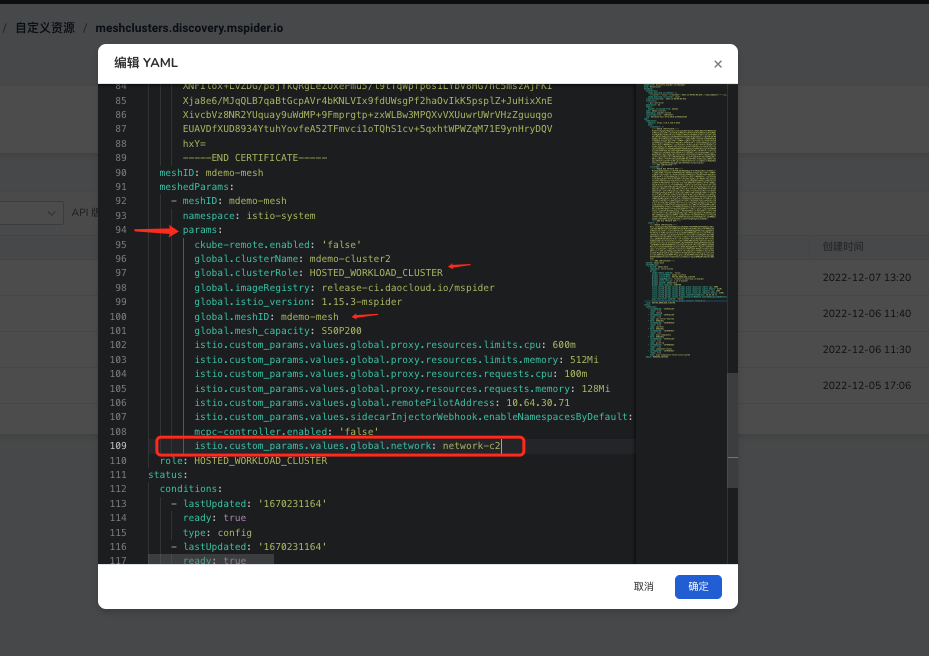 / 自定义资源 / meshclusters.discovery.mspider.io
编辑 YAML
×
84
85 Xja8e6/MJqQLB7qaBtGcpAVr4bKNLVIx9fdUWsgPf2haOvIkK5psplZ+JuHixXnE
86 XivcbVz8NR2YUquay9uWdMP+9Fmprgtp+zxWLBw3MPQXvVXUuwrUWrVHzZguuqgo
87 EUAVDfXUD8934YtuhYovfeA52TFmvci1oTQhS1cv+5qxhtWPWZqM71E9ynHryDQV
88 hxY=
89 -----END CERTIFICATE-----
90 meshID: mdemo-mesh
91 meshedParams:
92 - meshID: mdemo-mesh
93 namespace: istio-system
94 params:
95 ckube-remote.enabled: 'false'
96 global.clusterName: mdemo-cluster2
97 global.clusterRole: HOSTED_WORKLOAD_CLUSTER
98 global.imageRegistry: release-ci.daocloud.io/mspider
99 global.istio_version: 1.15.3-mspider
100 global.meshID: mdemo-mesh
101 global.mesh_capacity: S50P200
102 istio.custom_params.values.global.proxy.resources.limits.cpu: 600m
103 istio.custom_params.values.global.proxy.resources.limits.memory: 512Mi
104 istio.custom_params.values.global.proxy.resources.requests.cpu: 100m
105 istio.custom_params.values.global.proxy.resources.requests.memory: 128Mi
106 istio.custom_params.values.global.remotePilotAddress: 10.64.30.71
107 istio.custom_params.values.sidecarInjectorWebhook.enableNamespacesByDefault:
108 mcpc-controller.enabled: 'false'
109 istio.custom_params.values.global.network: network-c2
110 role: HOSTED_WORKLOAD_CLUSTER
111 status:
112 conditions:
113 - lastUpdated: '1670231164'
114 ready: true
115 type: config
116 - lastUpdated: '1670231164'
117 ready: true
API 版
创建时间
2022-12-07 13:20
2022-12-06 11:40
2022-12-06 11:30
2022-12-05 17:06
取消
确定